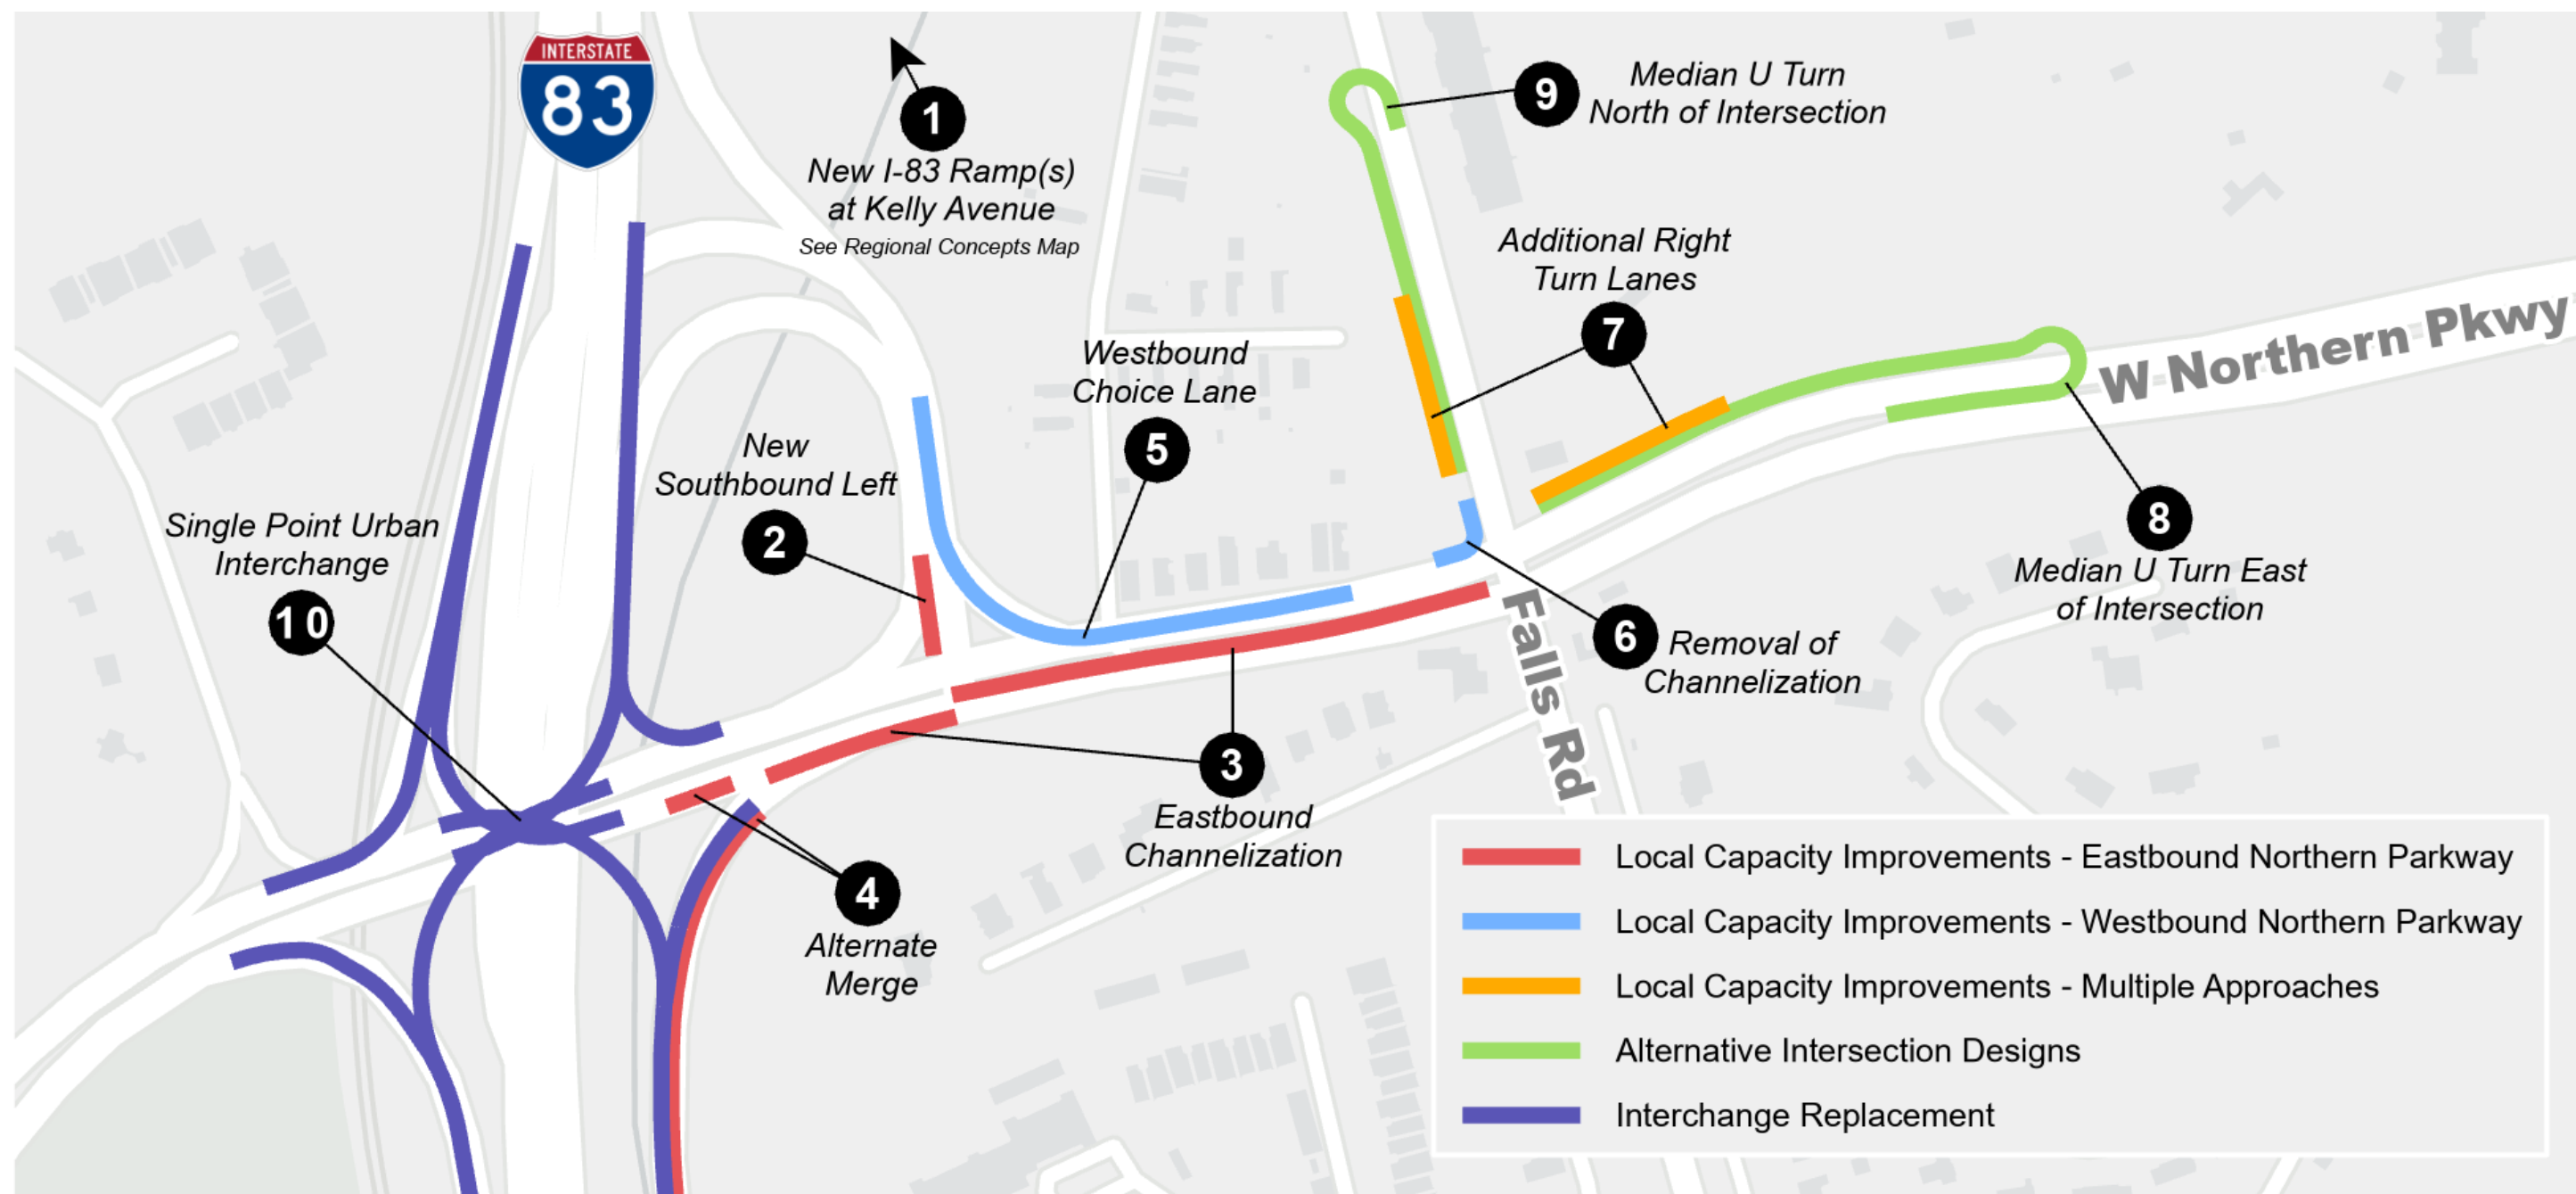 INTERSTATE
83
1
New I-83 Ramp(s)
at Kelly Avenue
See Regional Concepts Map
9
Median U Turn
North of Intersection
Additional Right
Turn Lanes
7
W Northern Pkwy
Westbound
Choice Lane
5
New
Southbound Left
2
Single Point Urban
Interchange
10
8
Median U Turn East
of Intersection
6
Removal of
Channelization
Falls Rd
3
Eastbound
Channelization
4
Alternate
Merge
Local Capacity Improvements - Eastbound Northern Parkway
Local Capacity Improvements - Westbound Northern Parkway
Local Capacity Improvements - Multiple Approaches
Alternative Intersection Designs
Interchange Replacement